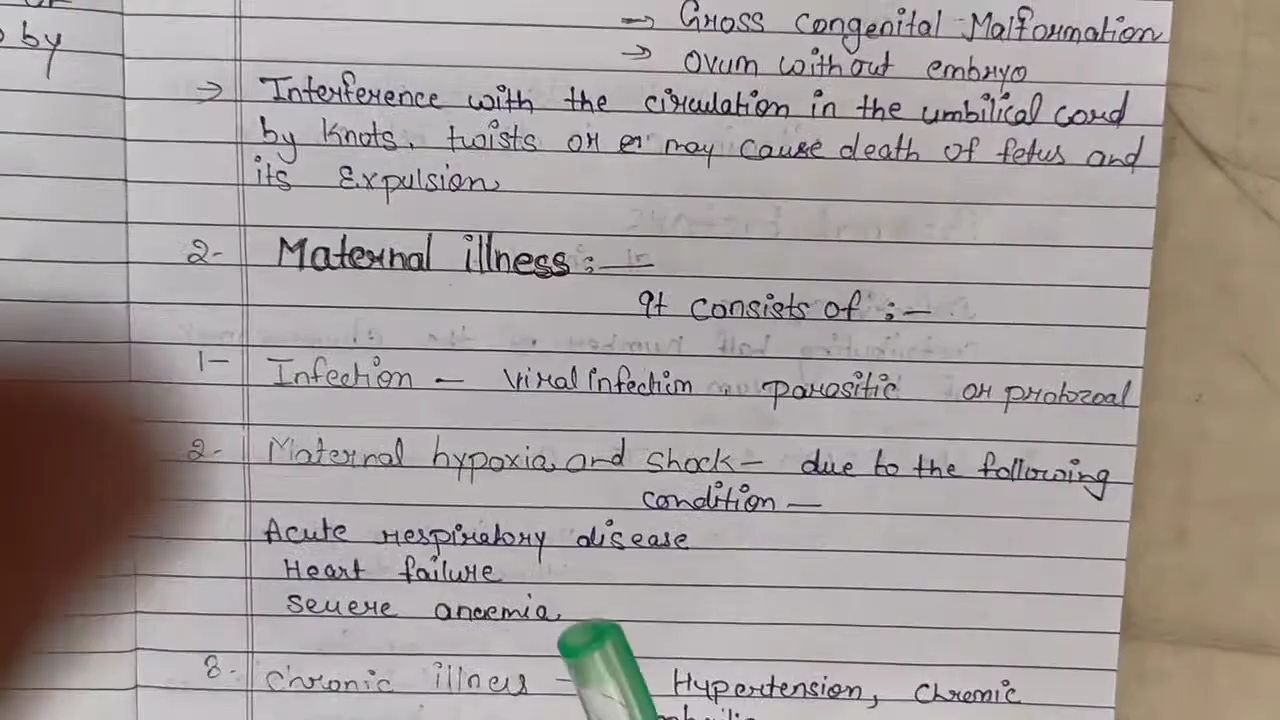 by
→ Gross congenital Malformation
→ ovum without embryo
→ Interference with the circulation in the umbilical cord
by Knots, twists or er may cause death of fetus and
its Expulsion
2- Maternal illness:—
It consists of :—
1— Infection — viral infection parasitic or protozoal
2- Maternal hypoxia and shock— due to the following
condition —
Acute respiratory disease
Heart failure
Severe anaemia
3- Chronic illness — Hypertension, Chronic